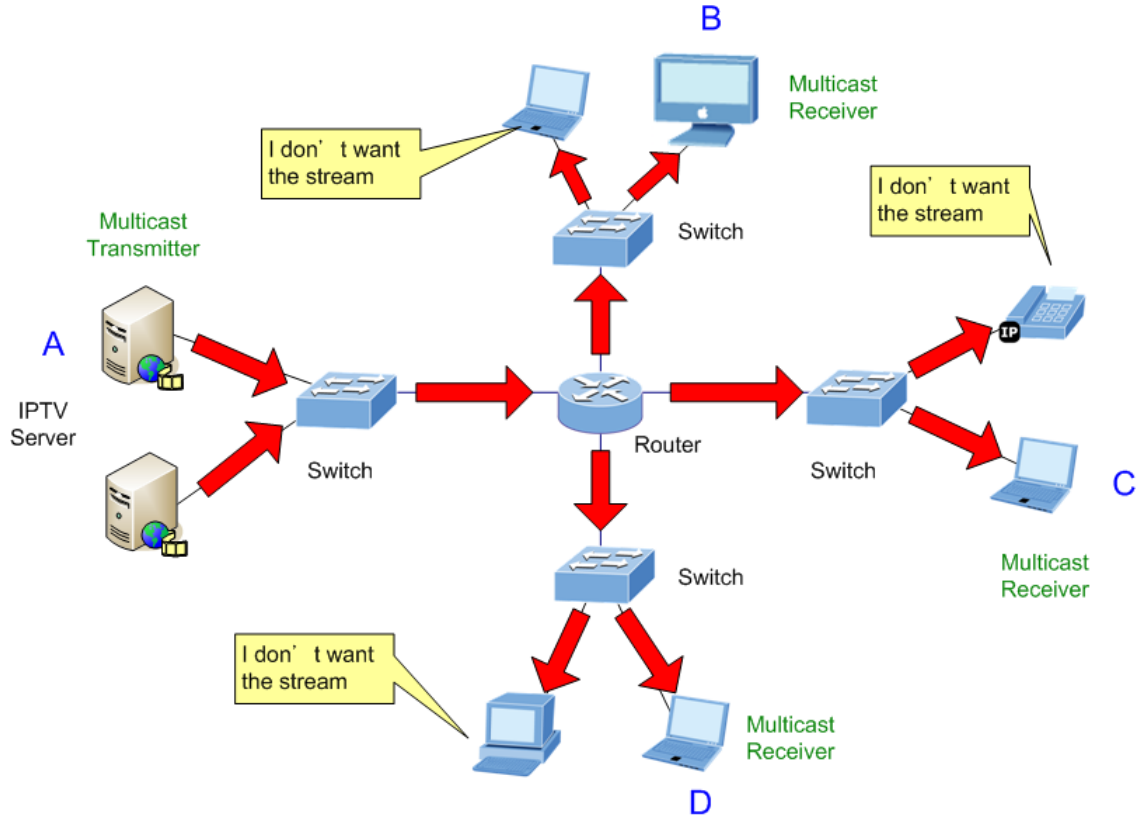 B
Multicast
Receiver
I don’ t want
the stream
I don’ t want
the stream
Switch
Multicast
Transmitter
A
IP
IPTV
Server
Switch
Router
Switch
C
Switch
Multicast
Receiver
I don’ t want
the stream
Multicast
Receiver
D